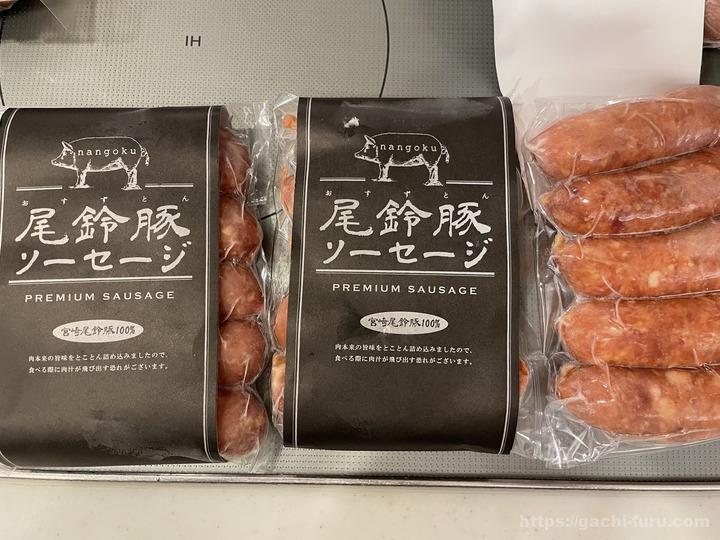 IH
nangoku
おすずとん
尾鈴豚
ソーセージ
PREMIUM SAUSAGE
宮崎尾鈴豚100%
肉本来の旨味をとことん詰め込みましたので、
食べる際に肉汁が飛び出す恐れがございます。
nangoku
おすずとん
尾鈴豚
ソーセージ
PREMIUM SAUSAGE
宮崎尾鈴豚100%
肉本来の旨味をとことん詰め込みましたので、
食べる際に肉汁が飛び出す恐れがございます。
https://gachi-furu.com